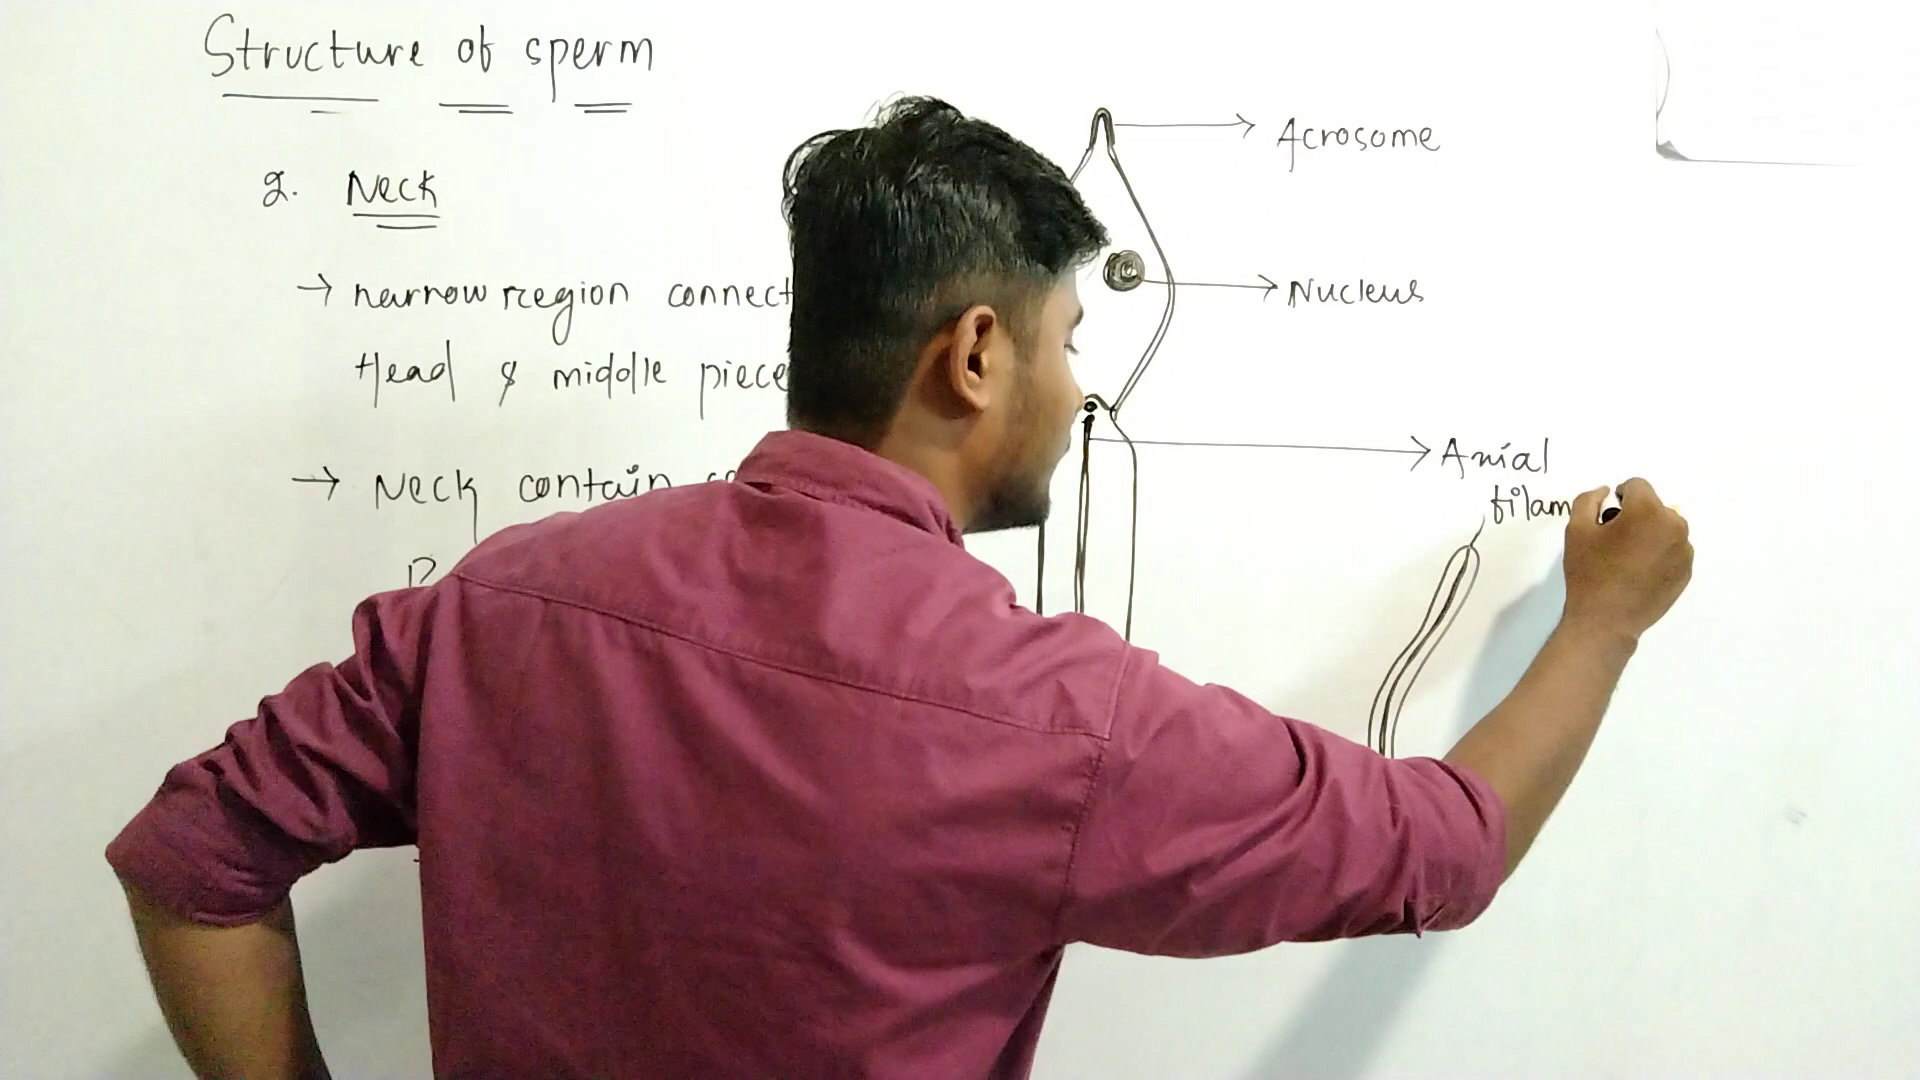 Structure of sperm
2. Neck
→ narrow region connect
Head & middle piece
→ Neck contain
Acrosome
Nucleus
Axial
filam